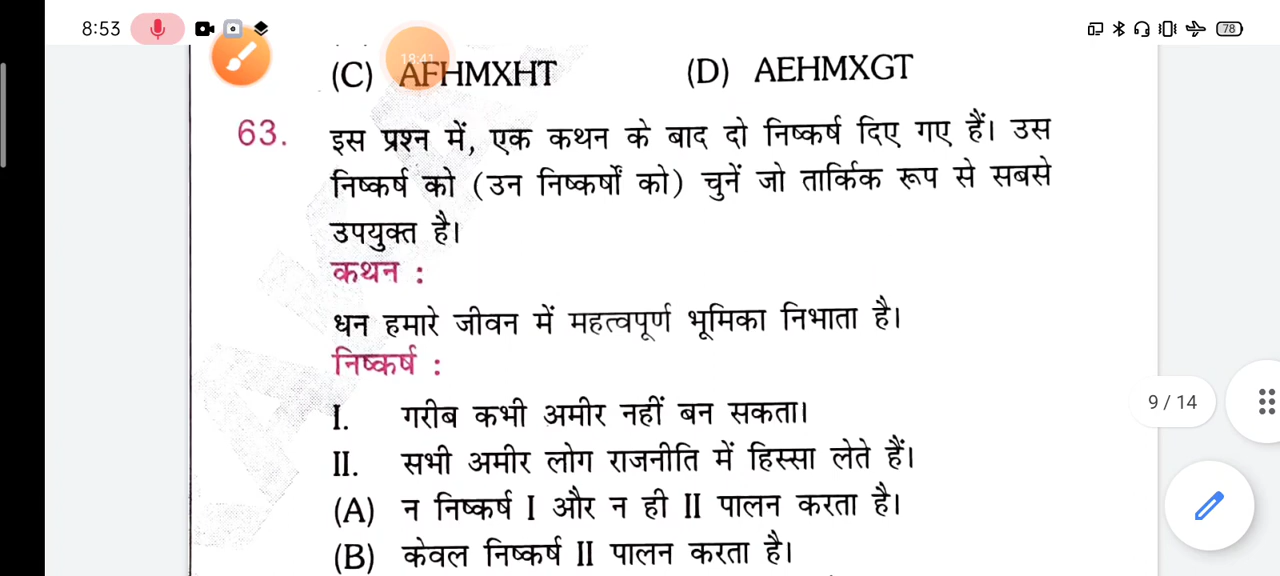 8:53
78
18:41
(C) AFHMXHT (D) AEHMXGT
63. इस प्रश्न में, एक कथन के बाद दो निष्कर्ष दिए गए हैं। उस
निष्कर्ष को (उन निष्कर्षों को) चुनें जो तार्किक रूप से सबसे
उपयुक्त है।
कथन :
धन हमारे जीवन में महत्वपूर्ण भूमिका निभाता है।
निष्कर्ष :
I. गरीब कभी अमीर नहीं बन सकता।
II. सभी अमीर लोग राजनीति में हिस्सा लेते हैं।
9 / 14
(A) न निष्कर्ष I और न ही II पालन करता है।
(B) केवल निष्कर्ष II पालन करता है।